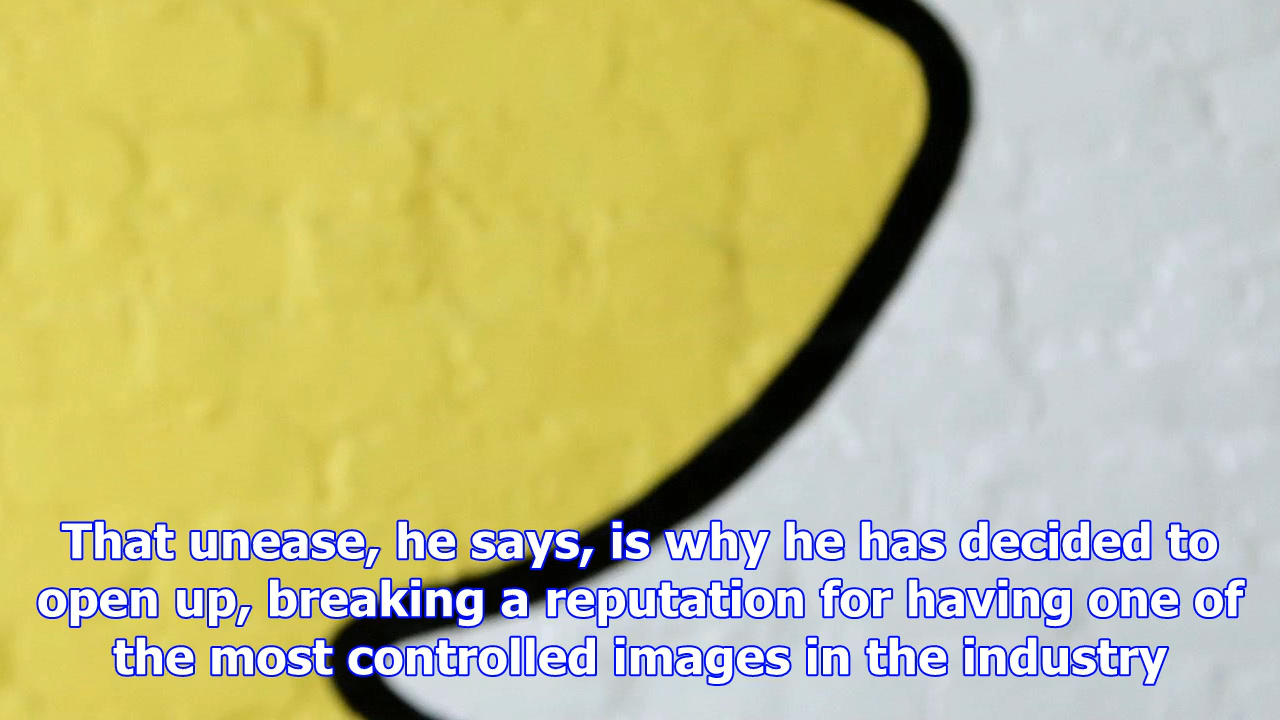 That unease, he says, is why he has decided to
open up, breaking a reputation for having one of
the most controlled images in the industry